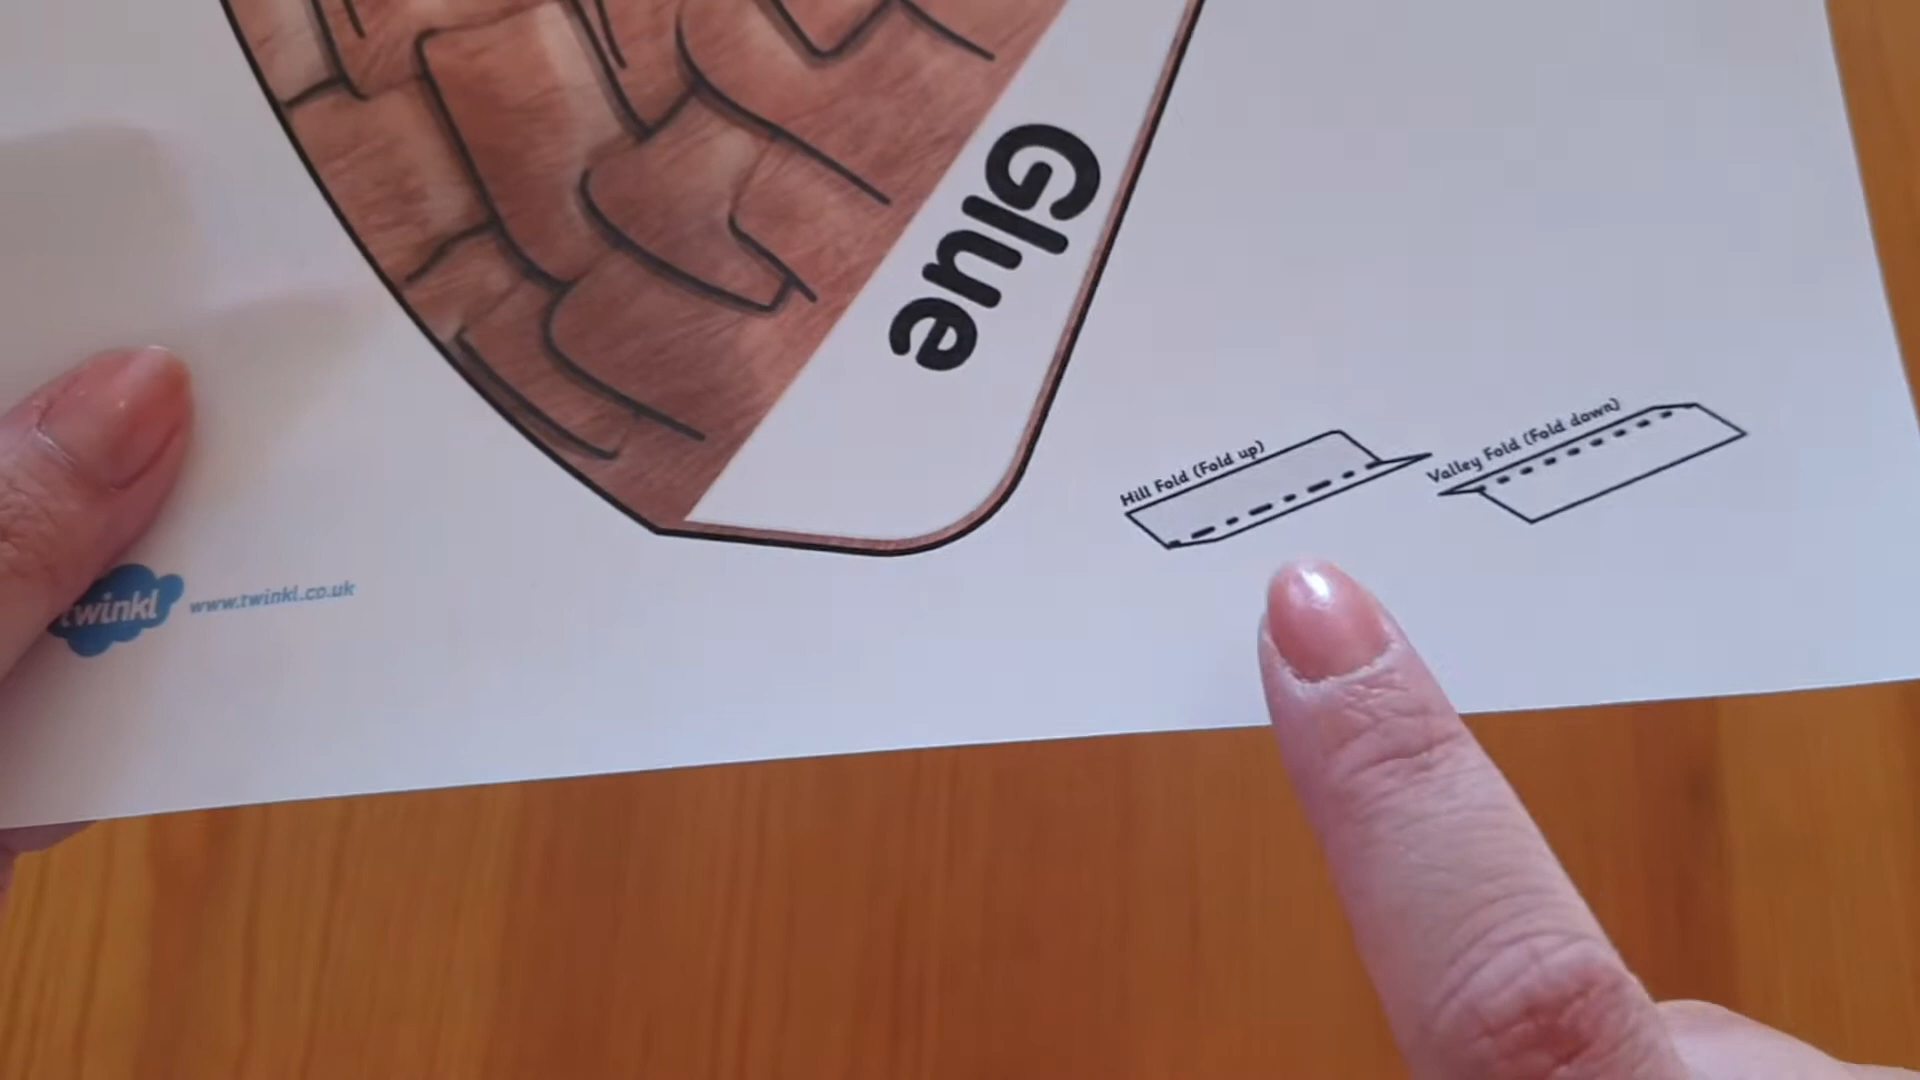 Glue
Hill Fold (Fold up)
Valley Fold (Fold down)
twinkl
www.twinkl.co.uk